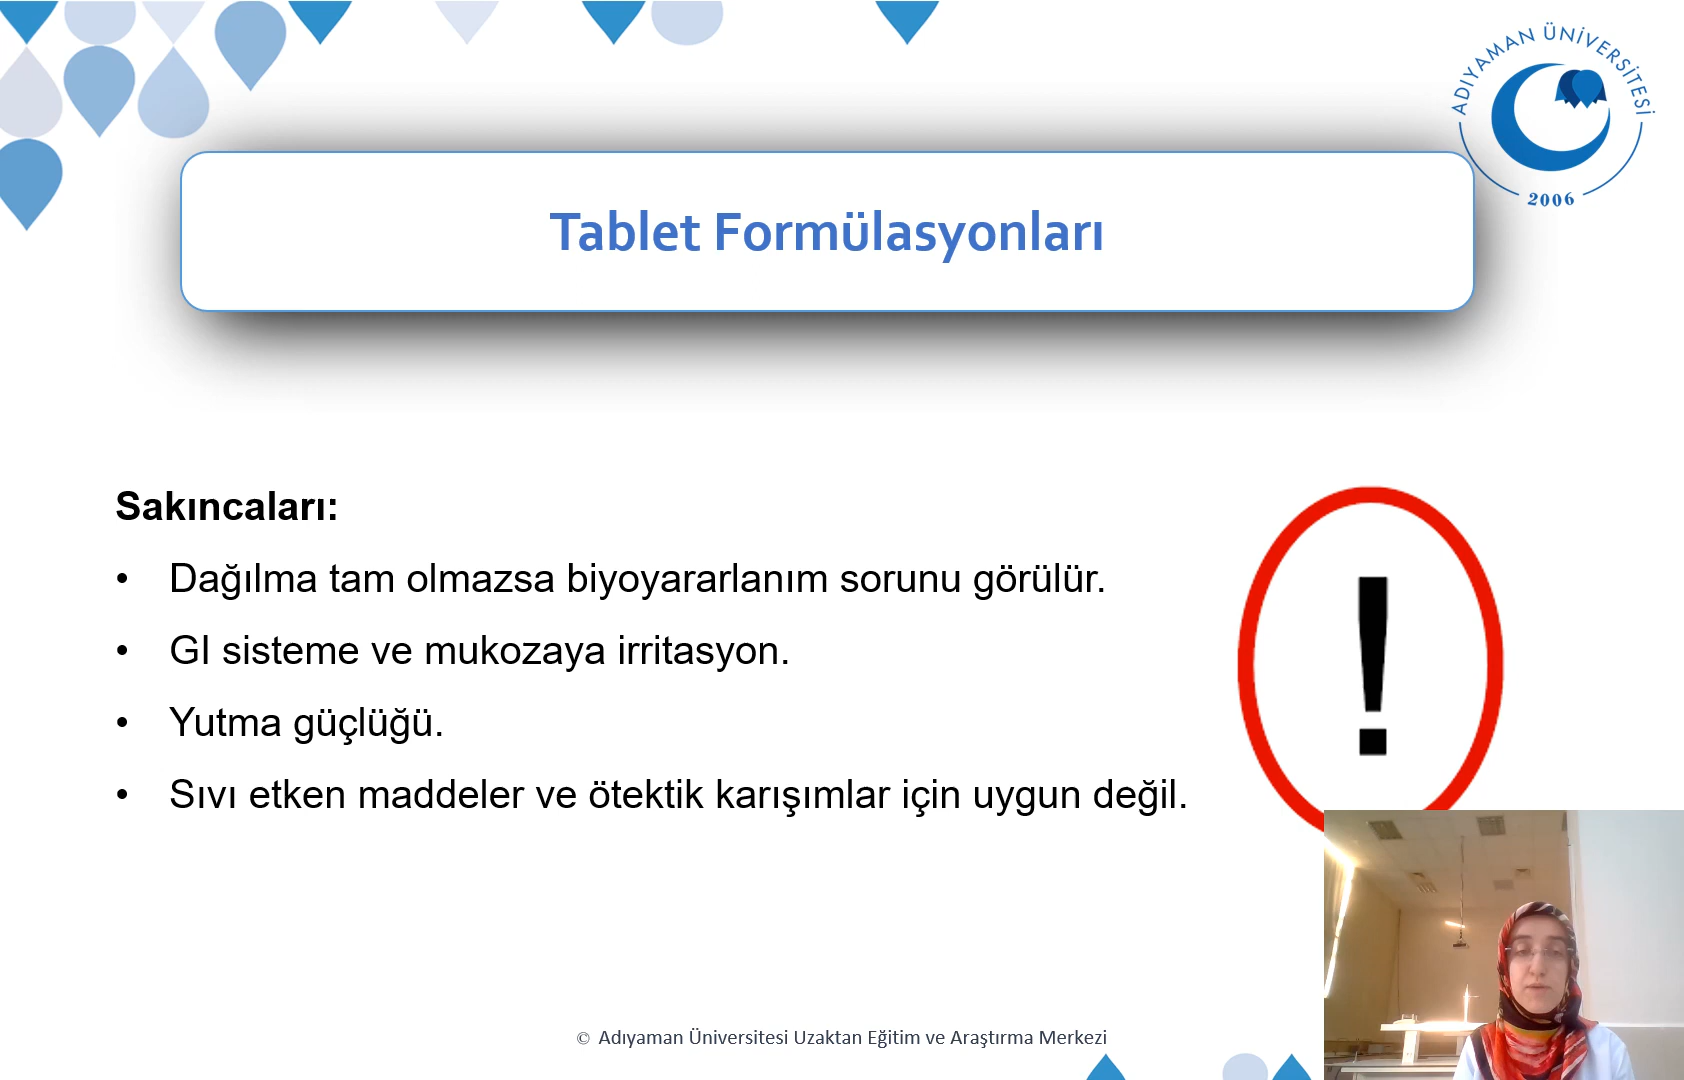 ADIYAMAN ÜNİVERSİTESİ
2006
Tablet Formülasyonları
Sakıncaları:
• Dağılma tam olmazsa biyoyararlanım sorunu görülür.
• GI sisteme ve mukozaya irritasyon.
• Yutma güçlüğü.
• Sıvı etken maddeler ve ötektik karışımlar için uygun değil.
!
© Adıyaman Üniversitesi Uzaktan Eğitim ve Araştırma Merkezi